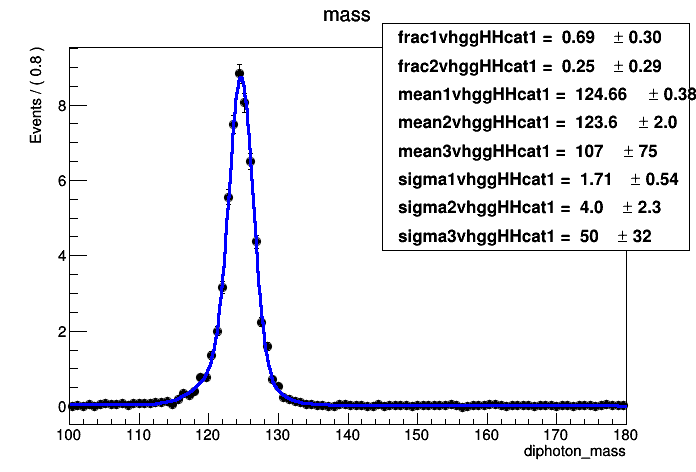 mass
frac1vhggHHcat1 = 0.69 ± 0.30
frac2vhggHHcat1 = 0.25 ± 0.29
mean1vhggHHcat1 = 124.66 ± 0.38
mean2vhggHHcat1 = 123.6 ± 2.0
mean3vhggHHcat1 = 107 ± 75
sigma1vhggHHcat1 = 1.71 ± 0.54
sigma2vhggHHcat1 = 4.0 ± 2.3
sigma3vhggHHcat1 = 50 ± 32
Events / ( 0.8 )
8
6
4
2
0
100 110 120 130 140 150 160 170 180
diphoton_mass